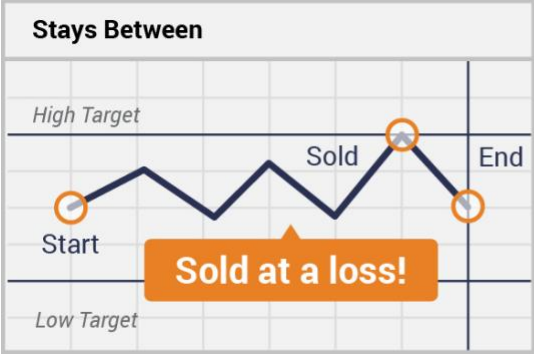 Stays Between
High Target
Sold
End
Start
Sold at a loss!
Low Target